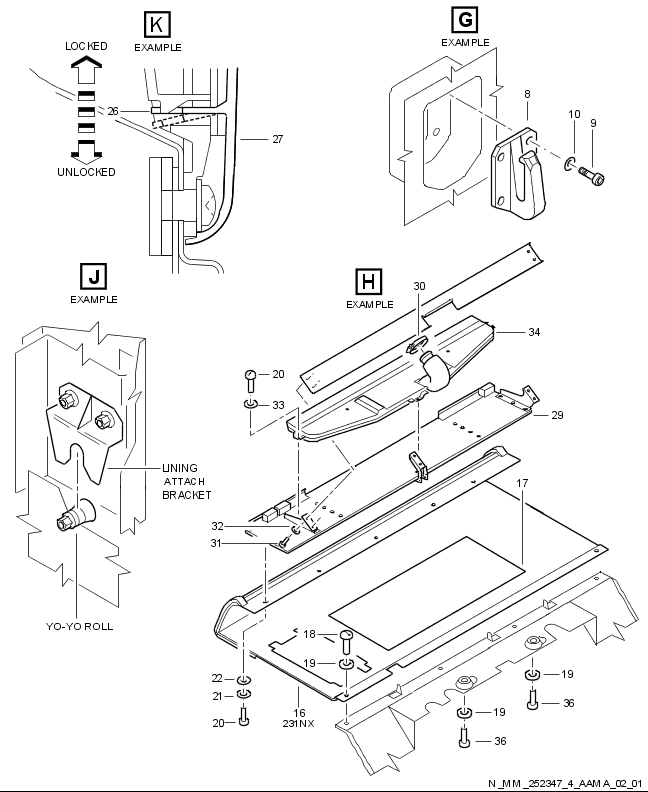 K
EXAMPLE
LOCKED
UNLOCKED
26
27
G
EXAMPLE
8
10
9
J
EXAMPLE
LINING
ATTACH
BRACKET
YO-YO ROLL
H
EXAMPLE
30
34
20
33
29
32
31
17
18
19
22
21
20
16
231NX
19
36
19
36
N_MM_252347_4_AAMA_02_01